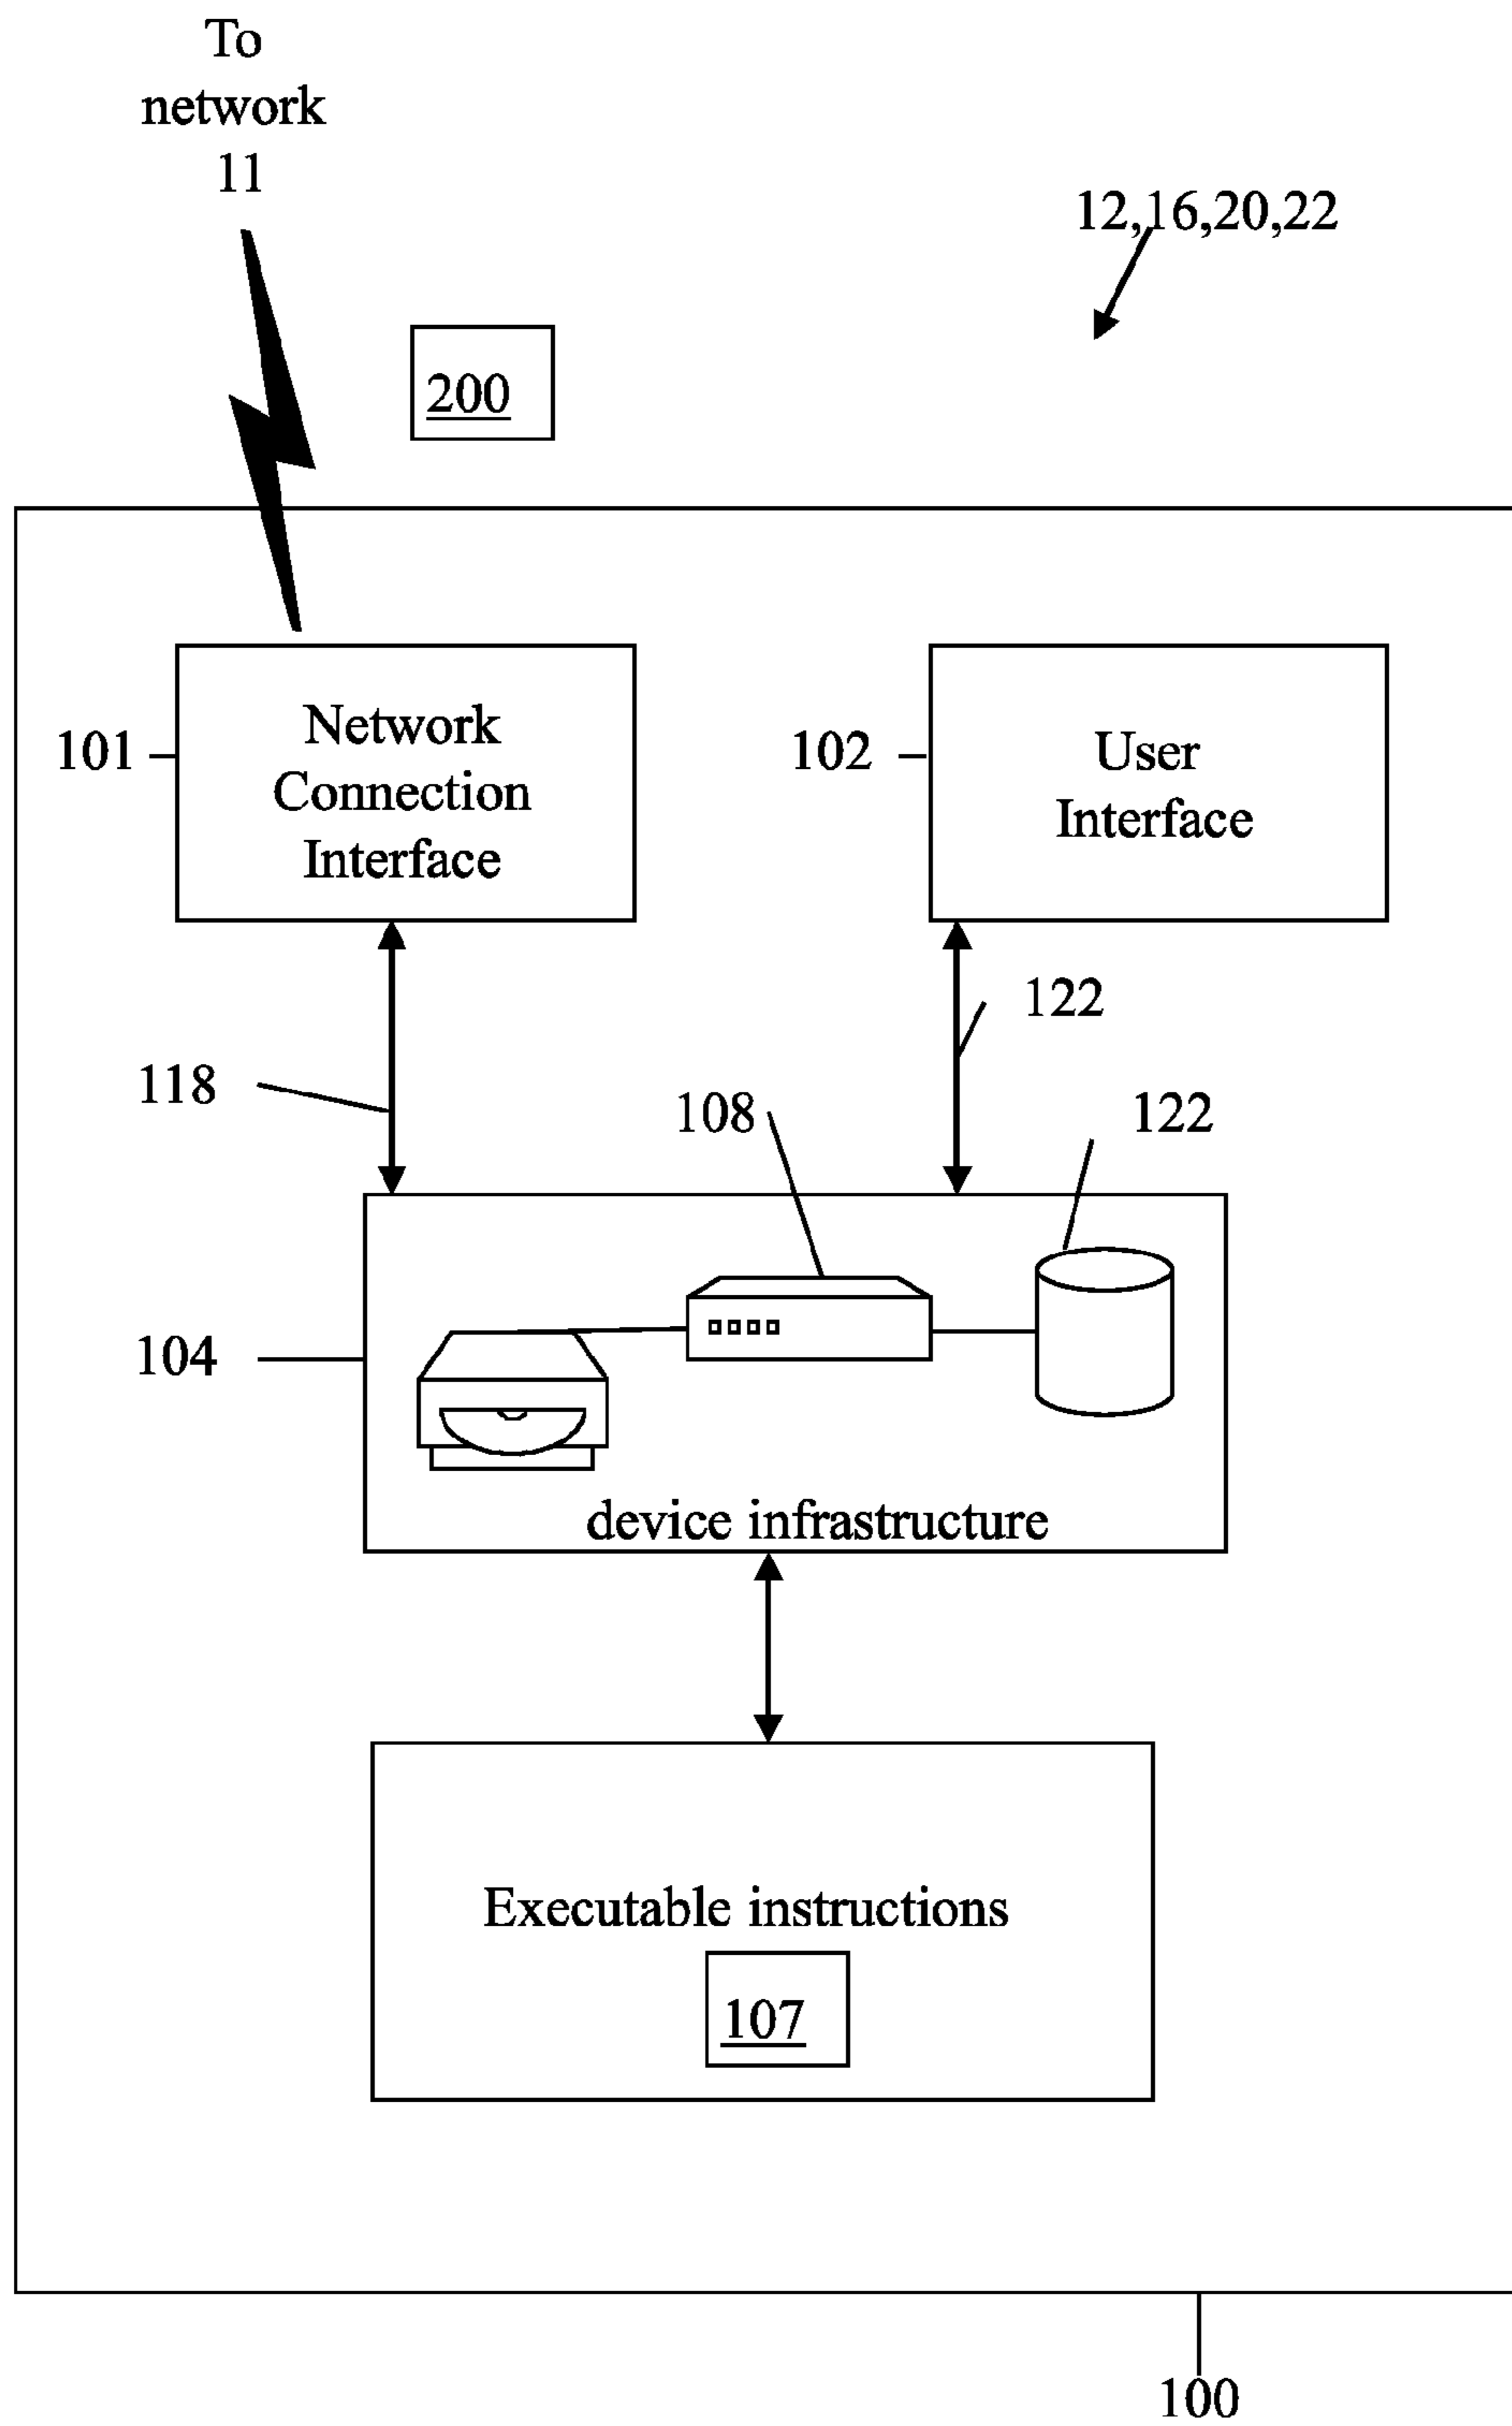 To
network
11
12,16,20,22
200
Network
Connection
Interface
101
User
Interface
102
122
118
108
122
104
device infrastructure
Executable instructions
107
100